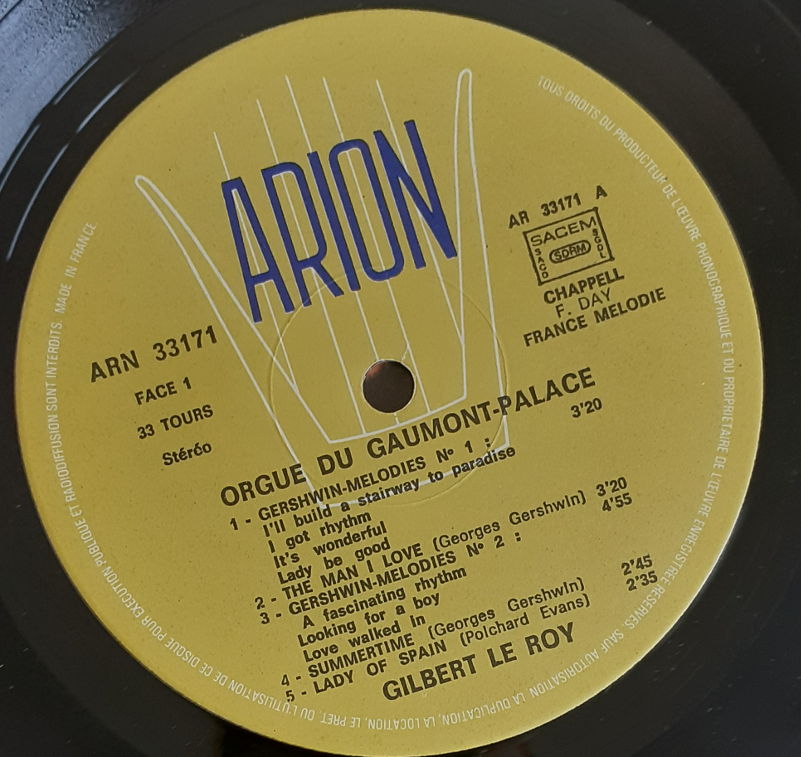 ARION
ARN 33171
FACE 1
33 TOURS
Stéréo
AR 33171 A
SACEM
SACD
SDRM
SGDL
CHAPPELL
F. DAY
FRANCE MELODIE
ORGUE DU GAUMONT-PALACE
1 - GERSHWIN-MELODIES Nº 1 : 3'20
I'll build a stairway to paradise
I got rhythm
It's wonderful
Lady be good
2 - THE MAN I LOVE (Georges Gershwin) 3'20
3 - GERSHWIN-MELODIES Nº 2 : 4'55
A fascinating rhythm
Looking for a boy
Love walked in
4 - SUMMERTIME (Georges Gershwin) 2'45
5 - LADY OF SPAIN (Polchard Evans) 2'35
GILBERT LE ROY
TOUS DROITS DU PRODUCTEUR DE L'ŒUVRE PHONOGRAPHIQUE ET DU PROPRIETAIRE DE L'ŒUVRE ENREGISTREE RESERVES. SAUF AUTORISATION, LA DUPLICATION, LA LOCATION, LE PRET, OU L'UTILISATION DE CE DISQUE POUR EXECUTION PUBLIQUE ET RADIODIFFUSION SONT INTERDITS. MADE IN FRANCE